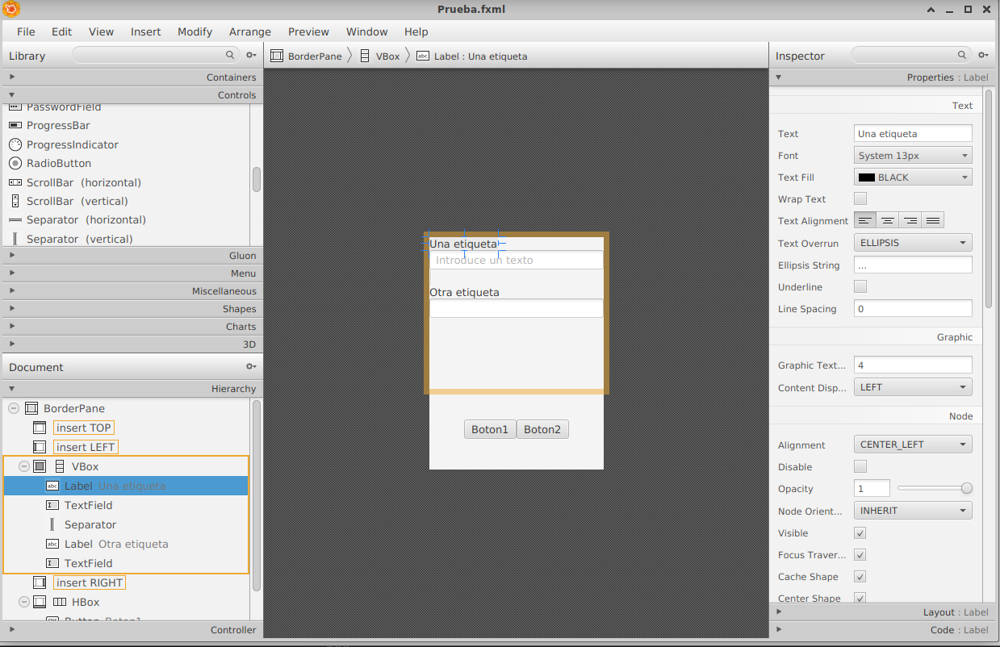 Prueba.fxml
File Edit View Insert Modify Arrange Preview Window Help
Library
Containers
Controls
PasswordField
ProgressBar
ProgressIndicator
RadioButton
ScrollBar (horizontal)
ScrollBar (vertical)
Separator (horizontal)
Separator (vertical)
Gluon
Menu
Miscellaneous
Shapes
Charts
3D
Document
Hierarchy
BorderPane
insert TOP
insert LEFT
VBox
abc Label Una etiqueta
TextField
Separator
abc Label Otra etiqueta
TextField
insert RIGHT
HBox
Button Boton1
Controller
BorderPane VBox abc Label : Una etiqueta
Una etiqueta
Introduce un texto
Otra etiqueta
Boton1 Boton2
Inspector
Properties : Label
Text
Text Una etiqueta
Font System 13px
Text Fill BLACK
Wrap Text
Text Alignment
Text Overrun ELLIPSIS
Ellipsis String ...
Underline
Line Spacing 0
Graphic
Graphic Text... 4
Content Disp... LEFT
Node
Alignment CENTER_LEFT
Disable
Opacity 1
Node Orient... INHERIT
Visible
Focus Traver...
Cache Shape
Center Shape
Layout : Label
Code : Label